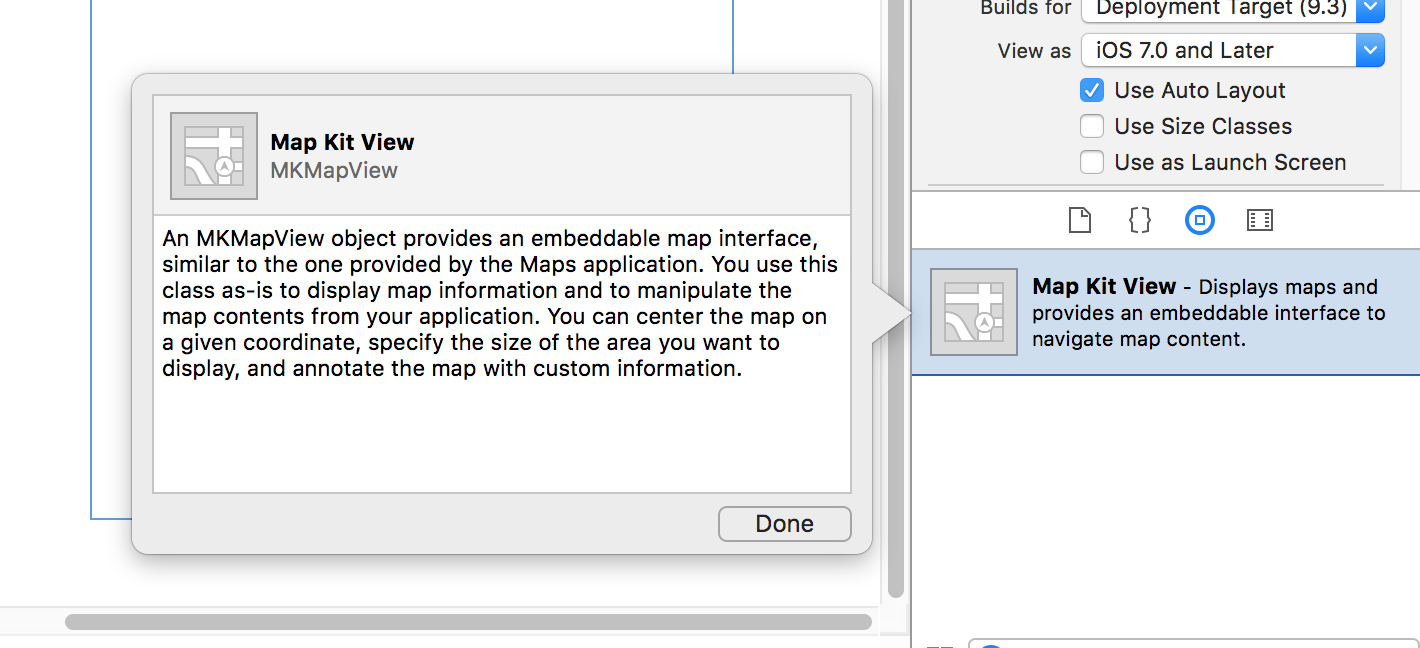 Builds for Deployment Target (9.3)
View as iOS 7.0 and Later
Use Auto Layout
Use Size Classes
Use as Launch Screen
Map Kit View
MKMapView
An MKMapView object provides an embeddable map interface,
similar to the one provided by the Maps application. You use this
class as-is to display map information and to manipulate the
map contents from your application. You can center the map on
a given coordinate, specify the size of the area you want to
display, and annotate the map with custom information.
Done
Map Kit View - Displays maps and
provides an embeddable interface to
navigate map content.